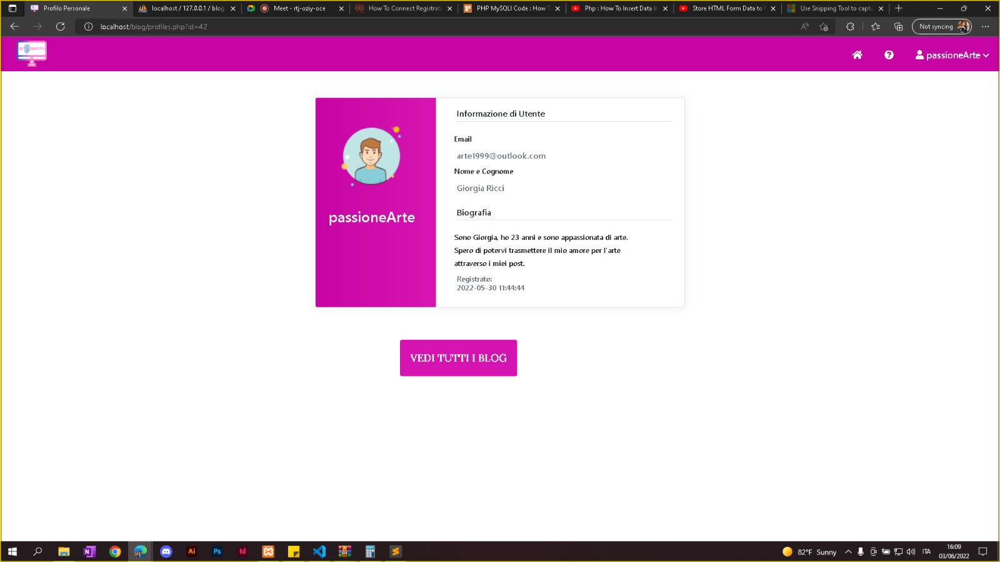 Profilo Personale
localhost / 127.0.0.1 / blog
Meet - rtj-oziy-oce
How To Connect Registrati
PHP MySQLI Code : How T
Php : How To Insert Data In
Store HTML Form Data to
Use Snipping Tool to captu
localhost/blog/profiles.php?id=42
Not syncing
passioneArte
passioneArte
Informazione di Utente
Email
arte1999@outlook.com
Nome e Cognome
Giorgia Ricci
Biografia
Sono Giorgia, ho 23 anni e sono appassionata di arte.
Spero di potervi trasmettere il mio amore per l'arte
attraverso i miei post.
Registrato:
2022-05-30 11:44:44
VEDI TUTTI I BLOG
N
Ai
Ps
Id
82°F Sunny
ITA
16:09
03/06/2022